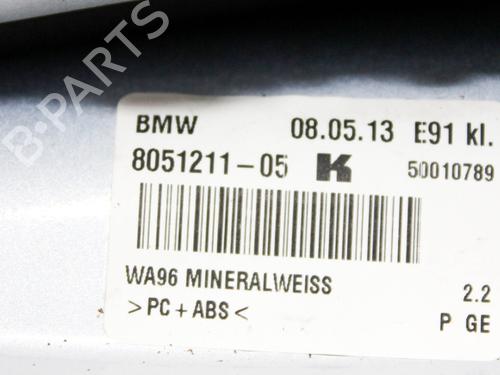 B-PARTS
BMW 08.05.13 E91 kl.
8051211-05 K 50010789
WA96 MINERALWEISS 2.2
>PC+ABS< P GE